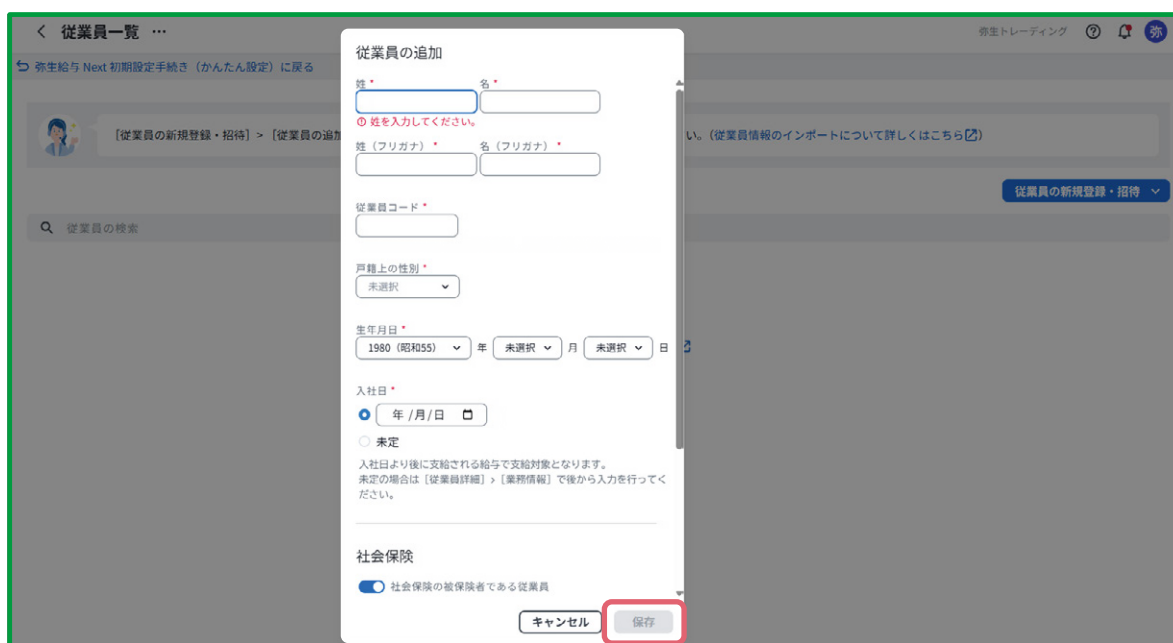 従業員一覧 …
弥生トレーディング
弥
弥生給与 Next 初期設定手続き（かんたん設定）に戻る
[従業員の新規登録・招待] > [従業員の追加
い。(従業員情報のインポートについて詳しくはこちら)
従業員の新規登録・招待
従業員の検索
従業員の追加
姓 * 名 *
姓を入力してください。
姓（フリガナ） * 名（フリガナ） *
従業員コード *
戸籍上の性別 *
未選択
生年月日 *
1980（昭和55） 年 未選択 月 未選択 日
入社日 *
年 /月/日
未定
入社日より後に支給される給与で支給対象となります。
未定の場合は［従業員詳細］>［業務情報］で後から入力を行ってく
ださい。
社会保険
社会保険の被保険者である従業員
キャンセル 保存